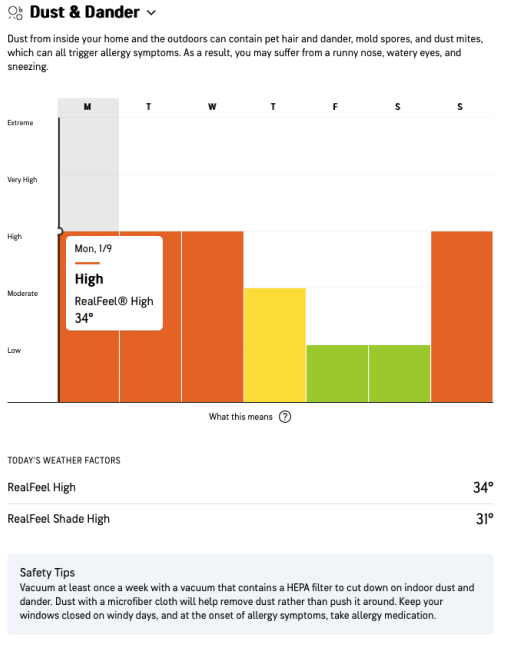 Dust & Dander
Dust from inside your home and the outdoors can contain pet hair and dander, mold spores, and dust mites,
which can all trigger allergy symptoms. As a result, you may suffer from a runny nose, watery eyes, and
sneezing.
M T W T F S S
Extreme
Very High
High
Moderate
Low
Mon, 1/9
High
RealFeel® High
34°
What this means ?
TODAY'S WEATHER FACTORS
RealFeel High 34°
RealFeel Shade High 31°
Safety Tips
Vacuum at least once a week with a vacuum that contains a HEPA filter to cut down on indoor dust and
dander. Dust with a microfiber cloth will help remove dust rather than push it around. Keep your
windows closed on windy days, and at the onset of allergy symptoms, take allergy medication.